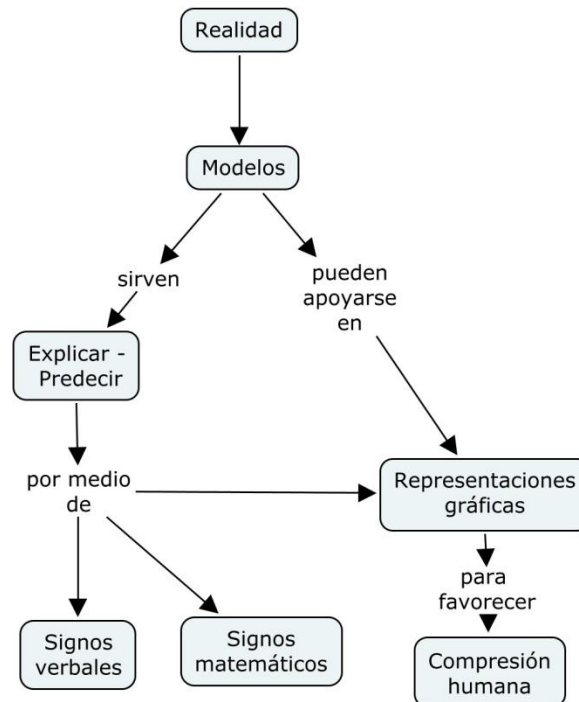 Realidad
Modelos
sirven
pueden
apoyarse
en
Explicar -
Predecir
por medio
de
Representaciones
gráficas
para
favorecer
Signos
verbales
Signos
matemáticos
Compresión
humana